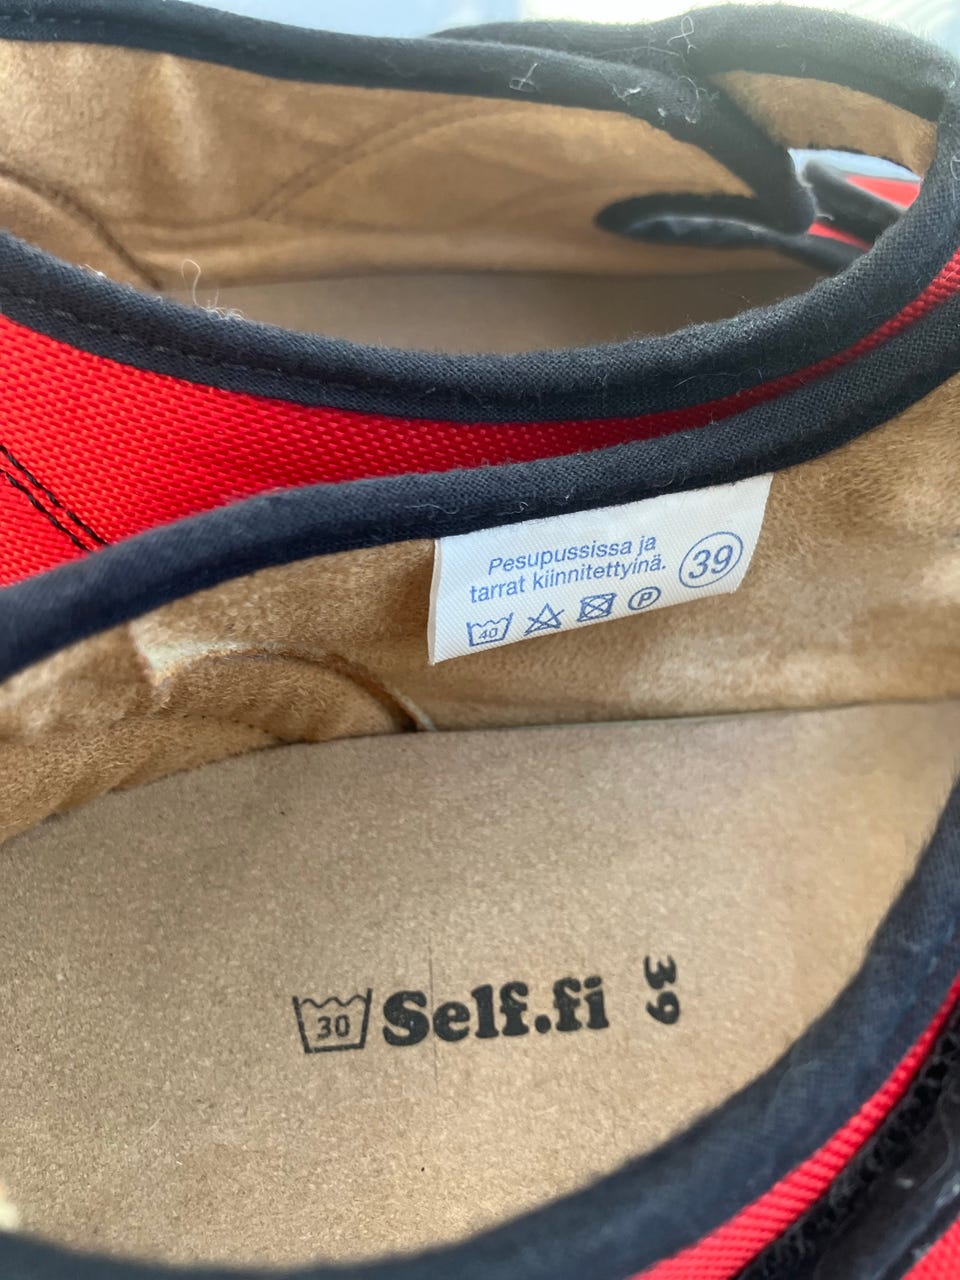 Pesupussissa ja
tarrat kiinnitettyinä.
39
40 P
30 Self.fi 39